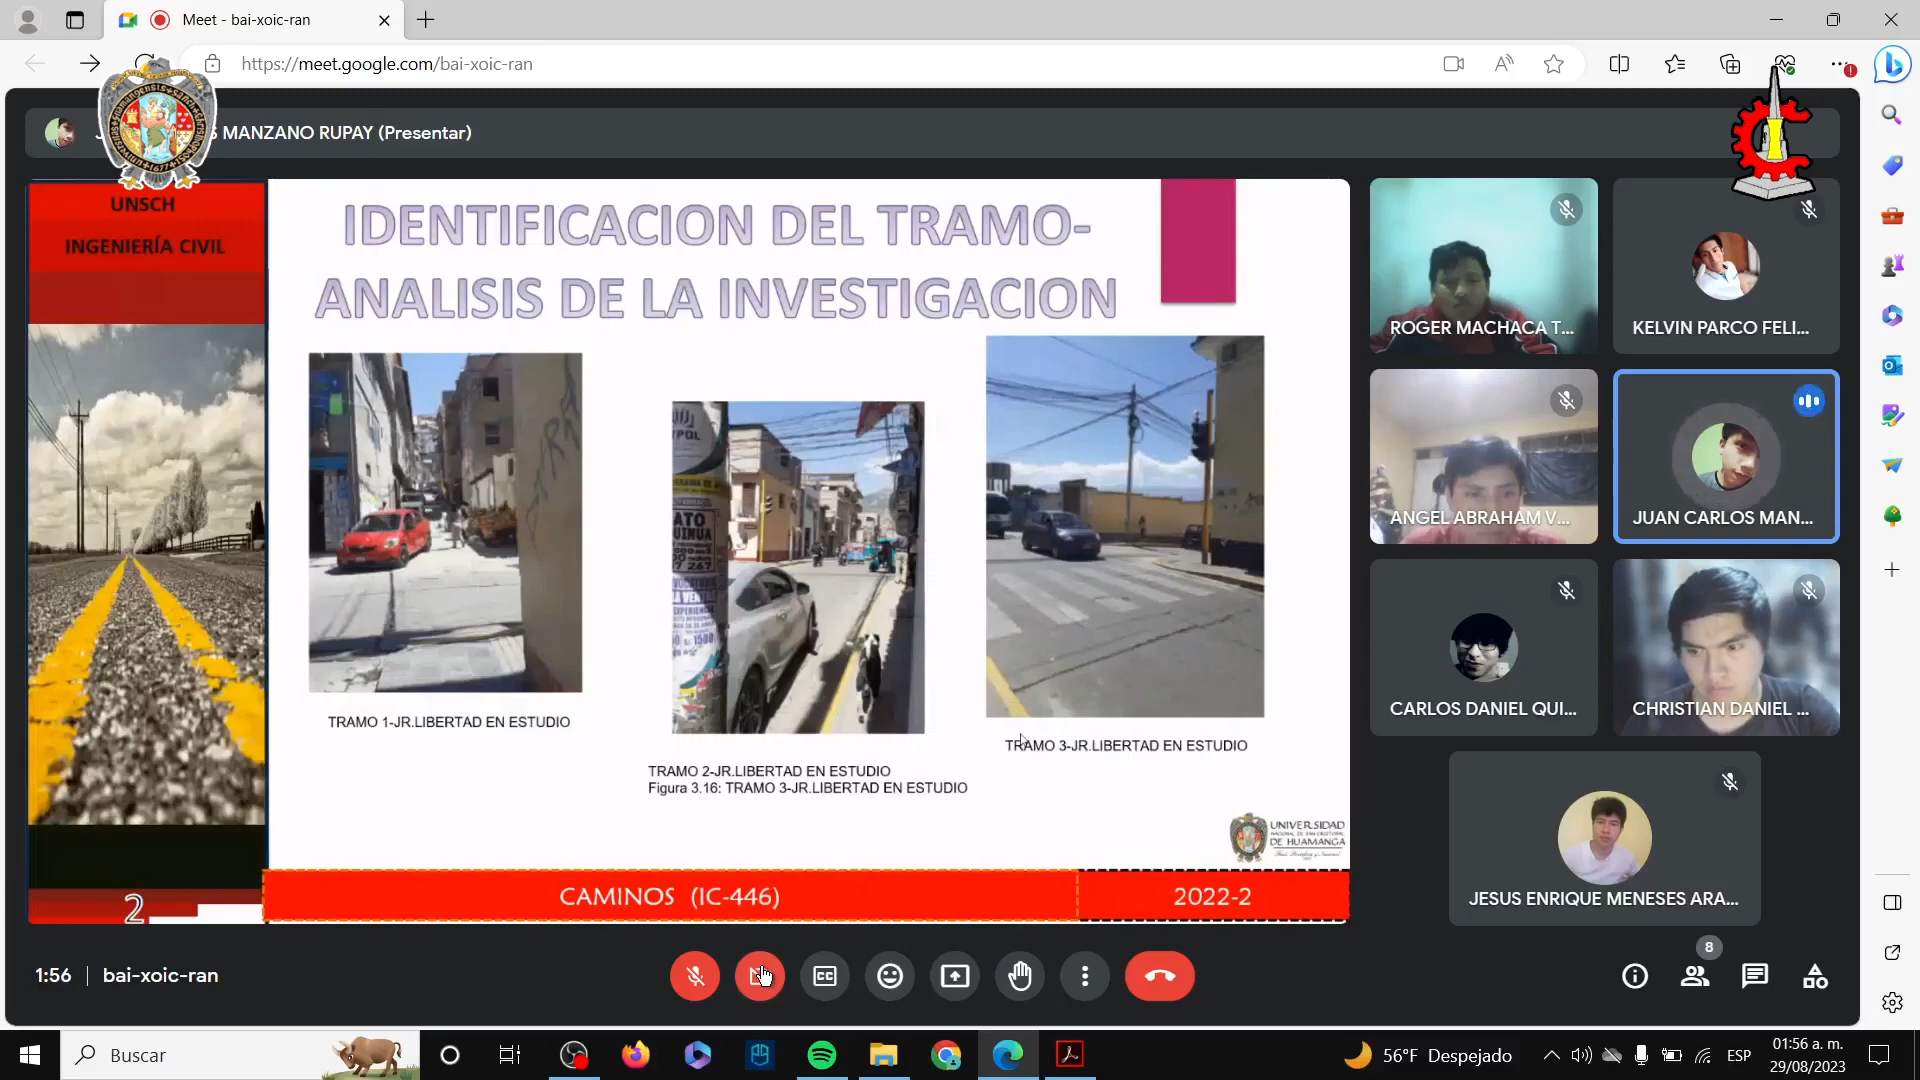 Meet - bai-xoic-ran
https://meet.google.com/bai-xoic-ran
MANZANO RUPAY (Presentar)
UNSCH
INGENIERÍA CIVIL
IDENTIFICACION DEL TRAMO-
ANALISIS DE LA INVESTIGACION
TRAMO 1-JR.LIBERTAD EN ESTUDIO
TRAMO 2-JR.LIBERTAD EN ESTUDIO
Figura 3.16: TRAMO 3-JR.LIBERTAD EN ESTUDIO
TRAMO 3-JR.LIBERTAD EN ESTUDIO
UNIVERSIDAD
DE HUAMANGA
2
CAMINOS (IC-446)
2022-2
ROGER MACHACA T...
KELVIN PARCO FELI...
ANGEL ABRAHAM V...
JUAN CARLOS MAN...
CARLOS DANIEL QUI...
CHRISTIAN DANIEL ...
JESUS ENRIQUE MENESES ARA...
8
1:56
bai-xoic-ran
Buscar
56°F Despejado
ESP
01:56 a. m.
29/08/2023